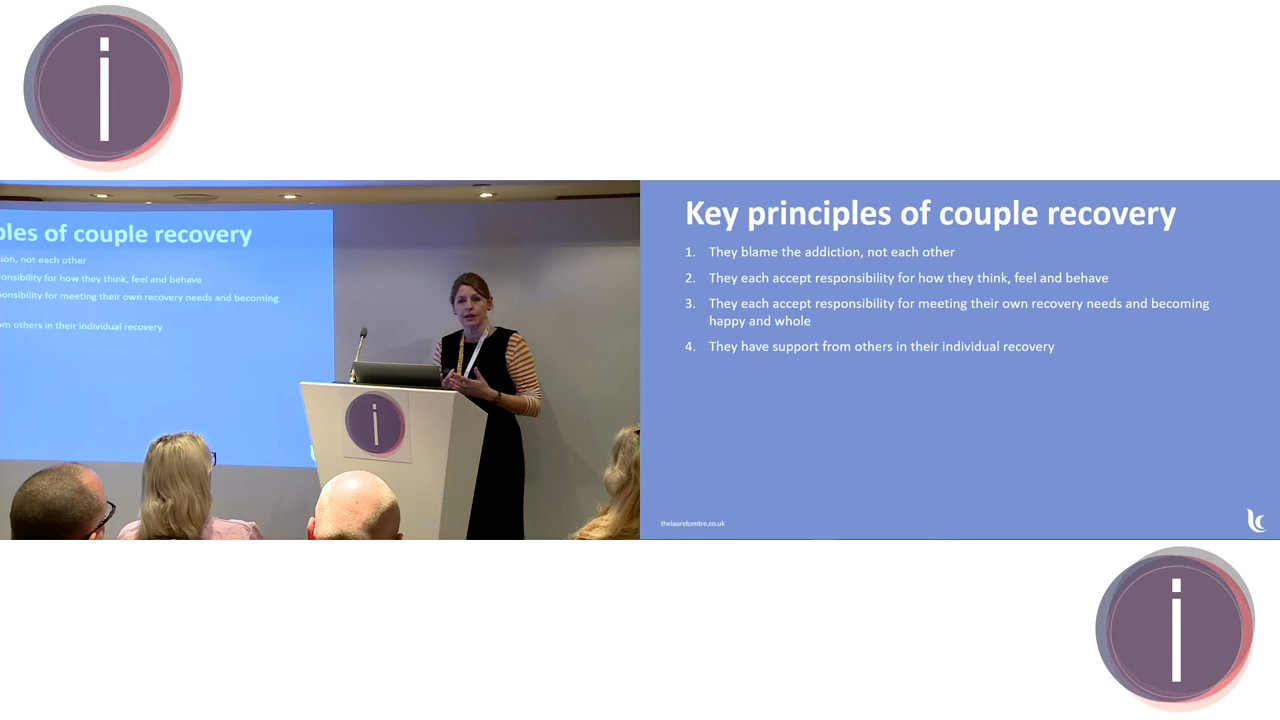 i
ples of couple recovery
ion, not each other
onsibility for how they think, feel and behave
ponsibility for meeting their own recovery needs and becoming
om others in their individual recovery
i
Key principles of couple recovery
1. They blame the addiction, not each other
2. They each accept responsibility for how they think, feel and behave
3. They each accept responsibility for meeting their own recovery needs and becoming
happy and whole
4. They have support from others in their individual recovery
thelaurelcentre.co.uk
lc
i